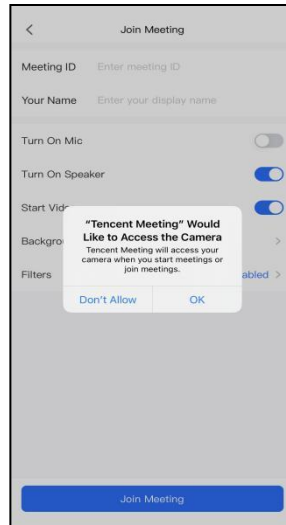 Join Meeting
Meeting ID Enter meeting ID
Your Name Enter your display name
Turn On Mic
Turn On Speaker
Start Vide
"Tencent Meeting" Would
Like to Access the Camera
Tencent Meeting will access your
camera when you start meetings or
join meetings.
Backgrou
Filters abled
Don't Allow OK
Join Meeting